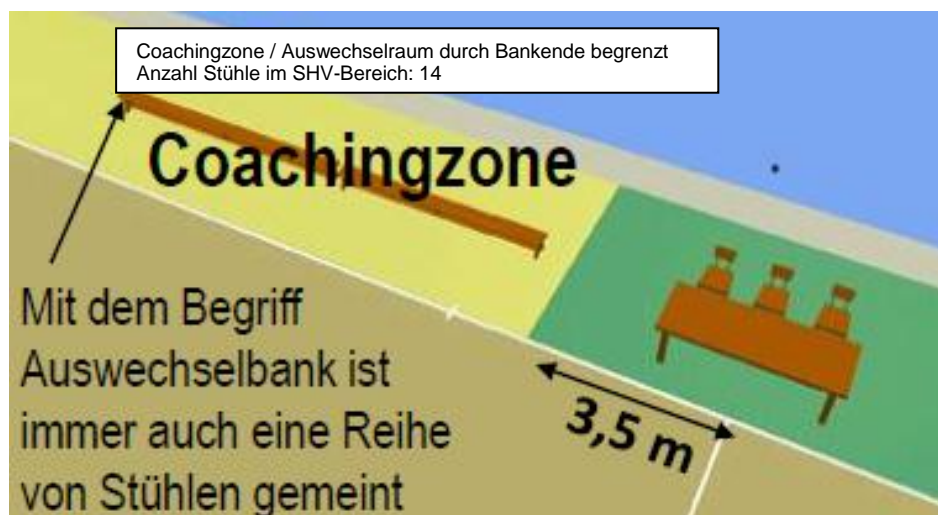 Coachingzone / Auswechselraum durch Bankende begrenzt
Anzahl Stühle im SHV-Bereich: 14
Coachingzone
Mit dem Begriff
Auswechselbank ist
immer auch eine Reihe
von Stühlen gemeint
3,5 m